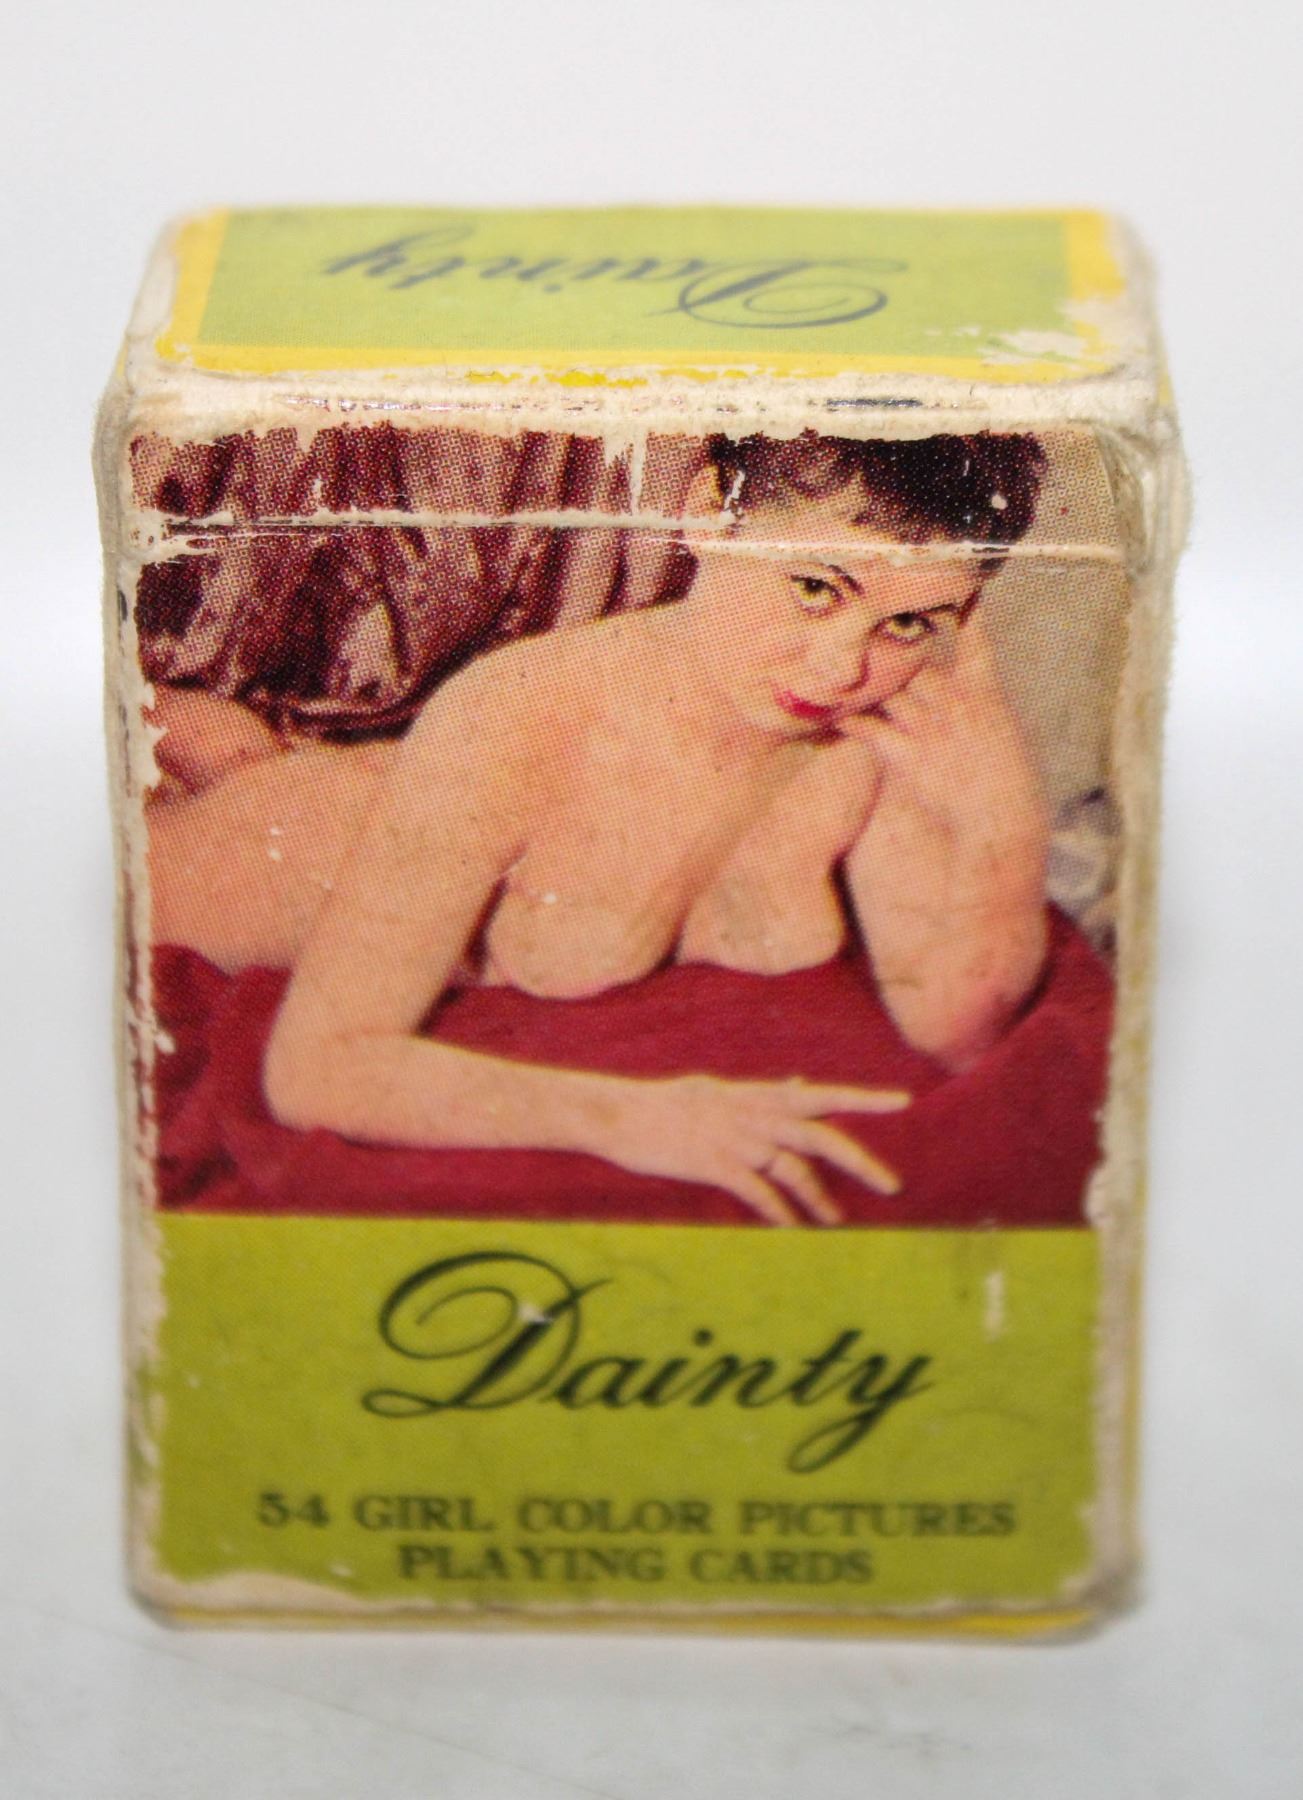 Dainty
Dainty
54 GIRL COLOR PICTURES
PLAYING CARDS